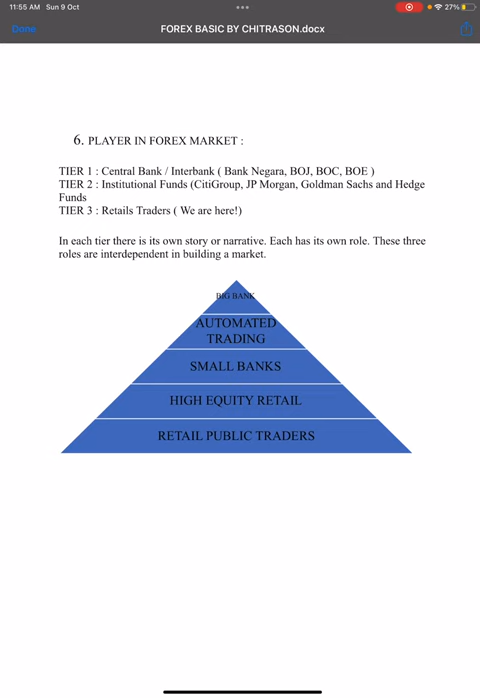 11:55 AM Sun 9 Oct
27%
Done
FOREX BASIC BY CHITRASON.docx
6. PLAYER IN FOREX MARKET :
TIER 1 : Central Bank / Interbank ( Bank Negara, BOJ, BOC, BOE )
TIER 2 : Institutional Funds (CitiGroup, JP Morgan, Goldman Sachs and Hedge
Funds
TIER 3 : Retails Traders ( We are here!)
In each tier there is its own story or narrative. Each has its own role. These three
roles are interdependent in building a market.
BIG BANK
AUTOMATED
TRADING
SMALL BANKS
HIGH EQUITY RETAIL
RETAIL PUBLIC TRADERS